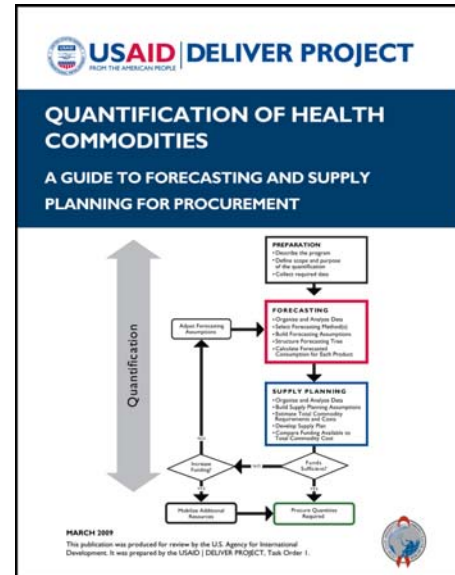 USAID
FROM THE AMERICAN PEOPLE
DELIVER PROJECT
QUANTIFICATION OF HEALTH
COMMODITIES
A GUIDE TO FORECASTING AND SUPPLY
PLANNING FOR PROCUREMENT
Quantification
PREPARATION
• Describe the program
• Define scope and purpose
of the quantification
• Collect required data
Adjust Forecasting
Assumptions
FORECASTING
• Organize and Analyze Data
• Select Forecasting Method(s)
• Build Forecasting Assumptions
• Structure Forecasting Tree
• Calculate Forecasted
Consumption for Each Product
SUPPLY PLANNING
• Organize and Analyze Data
• Build Supply Planning Assumptions
• Estimate Total Commodity
Requirements and Costs
• Develop Supply Plan
• Compare Funding Available to
Total Commodity Cost
Increase
Funding?
Funds
Sufficient?
Mobilize Additional
Resources
Procure Quantities
Required
MARCH 2009
This publication was produced for review by the U.S. Agency for International
Development. It was prepared by the USAID | DELIVER PROJECT, Task Order 1.